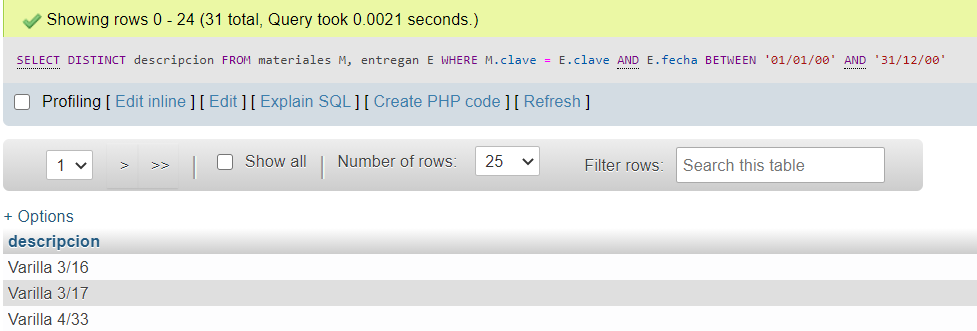 Showing rows 0 - 24 (31 total, Query took 0.0021 seconds.)
SELECT DISTINCT descripcion FROM materiales M, entregan E WHERE M.clave = E.clave AND E.fecha BETWEEN '01/01/00' AND '31/12/00'
Profiling [ Edit inline ] [ Edit ] [ Explain SQL ] [ Create PHP code ] [ Refresh ]
1 > >> | Show all | Number of rows: 25 Filter rows: Search this table
+ Options
descripcion
Varilla 3/16
Varilla 3/17
Varilla 4/33